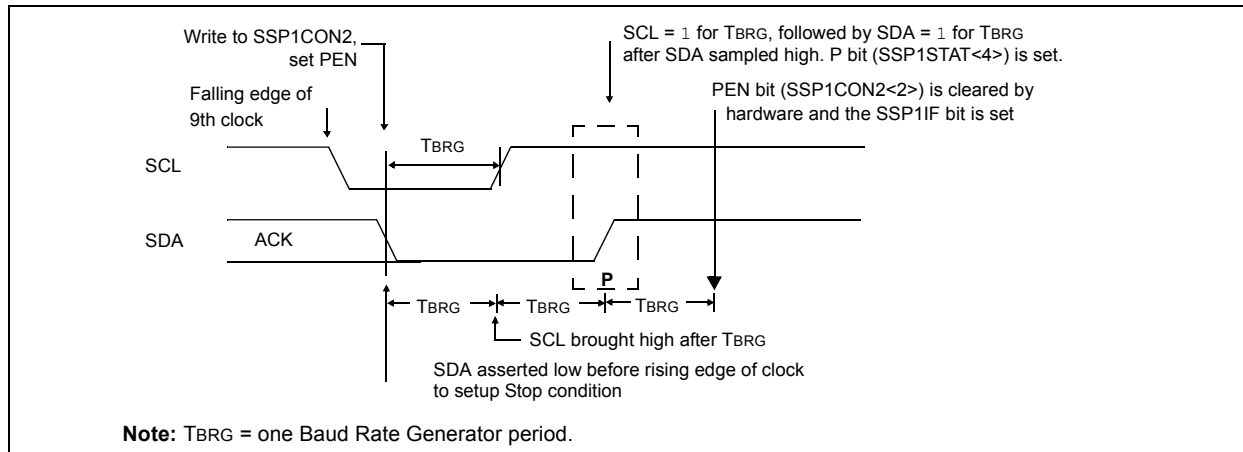 Write to SSP1CON2,
set PEN
SCL = 1 for TBRG, followed by SDA = 1 for TBRG
after SDA sampled high. P bit (SSP1STAT<4>) is set.
Falling edge of
9th clock
PEN bit (SSP1CON2<2>) is cleared by
hardware and the SSP1IF bit is set
TBRG
SCL
SDA
ACK
P
TBRG
TBRG
TBRG
SCL brought high after TBRG
SDA asserted low before rising edge of clock
to setup Stop condition
Note: TBRG = one Baud Rate Generator period.